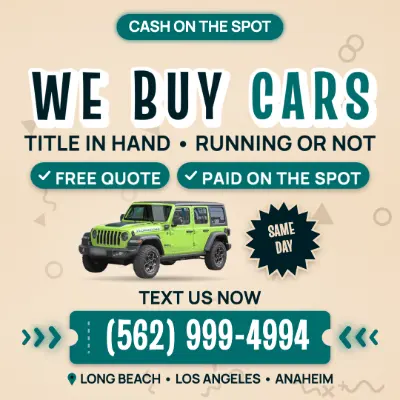 CASH ON THE SPOT
WE BUY CARS
TITLE IN HAND • RUNNING OR NOT
FREE QUOTE
PAID ON THE SPOT
SAME
DAY
TEXT US NOW
(562) 999-4994
LONG BEACH • LOS ANGELES • ANAHEIM